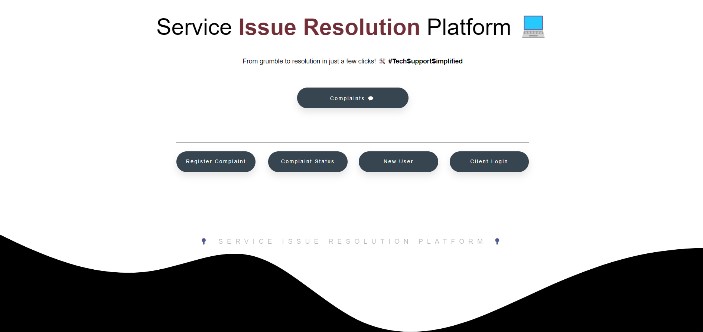 Service Issue Resolution Platform
From grumble to resolution in just a few clicks! #TechSupportSimplified
Complaints
Register Complaint Complaint Status New User Client Login
SERVICE ISSUE RESOLUTION PLATFORM